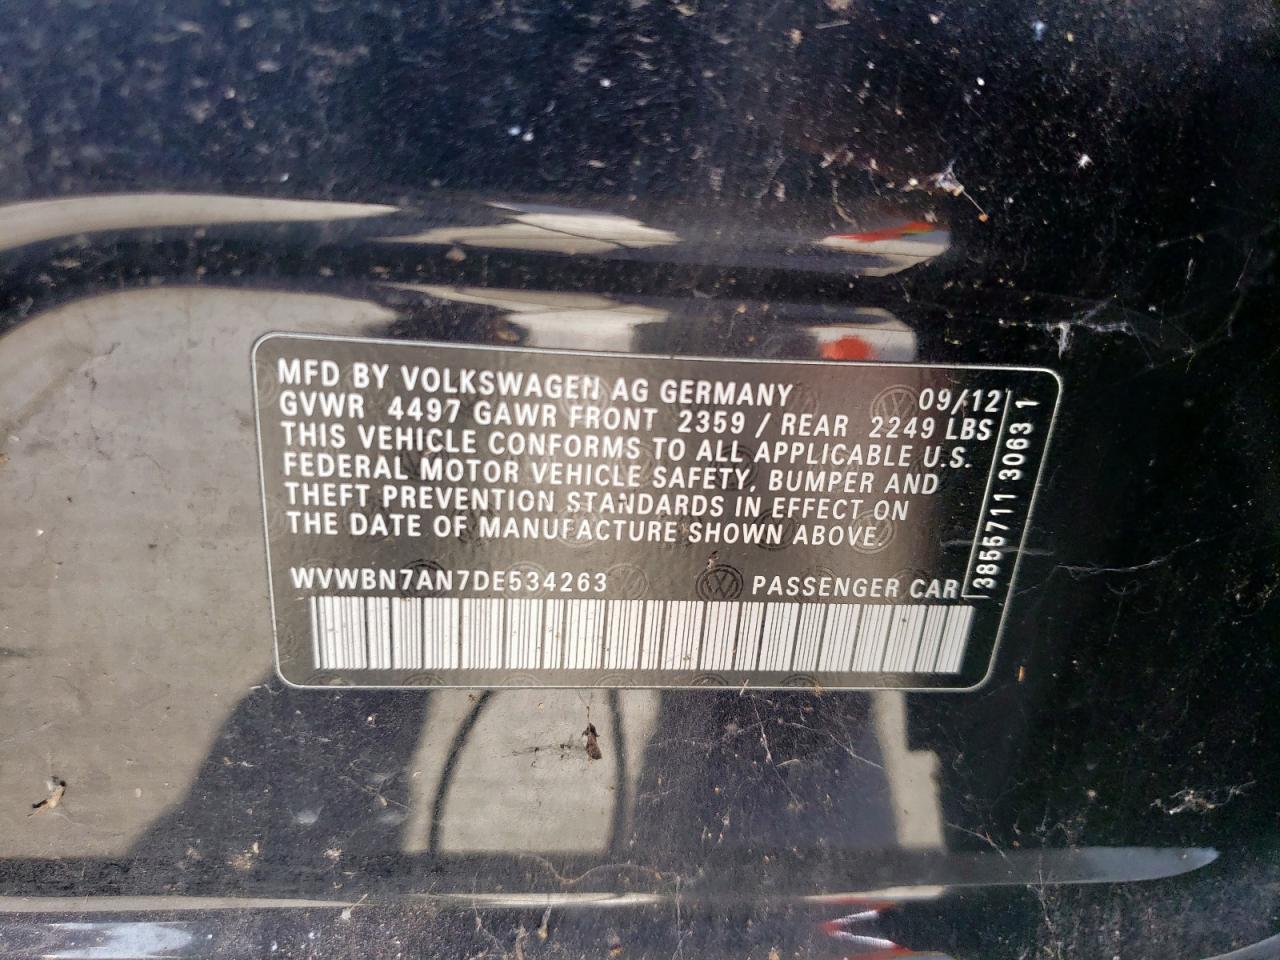 MFD BY VOLKSWAGEN AG GERMANY 09/12
GVWR 4497 GAWR FRONT 2359 / REAR 2249 LBS
THIS VEHICLE CONFORMS TO ALL APPLICABLE U.S.
FEDERAL MOTOR VEHICLE SAFETY, BUMPER AND
THEFT PREVENTION STANDARDS IN EFFECT ON
THE DATE OF MANUFACTURE SHOWN ABOVE.
WVWBN7AN7DE534263 PASSENGER CAR
3855711 3063 1